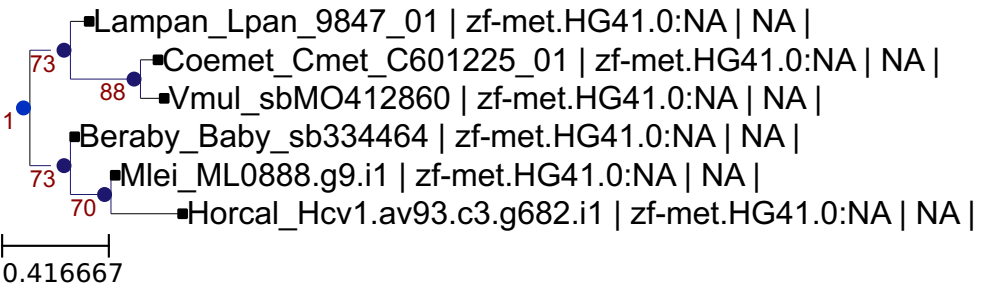 Lampan_Lpan_9847_01 | zf-met.HG41.0:NA | NA |
73
Coemet_Cmet_C601225_01 | zf-met.HG41.0:NA | NA |
88
Vmul_sbMO412860 | zf-met.HG41.0:NA | NA |
1
Beraby_Baby_sb334464 | zf-met.HG41.0:NA | NA |
73
Mlei_ML0888.g9.i1 | zf-met.HG41.0:NA | NA |
70
Horcal_Hcv1.av93.c3.g682.i1 | zf-met.HG41.0:NA | NA |
0.416667